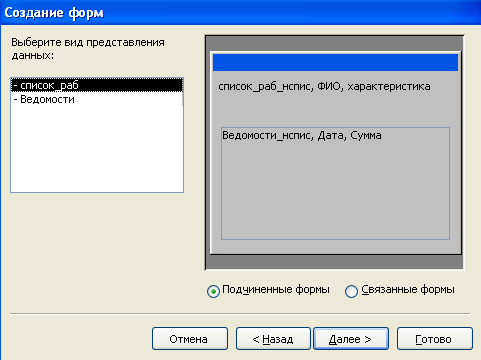 Создание форм
Выберите вид представления
данных:
- список_раб
- Ведомости
список_раб_нспис, ФИО, характеристика
Ведомости_нспис, Дата, Сумма
Подчиненные формы
Связанные формы
Отмена
< Назад
Далее >
Готово